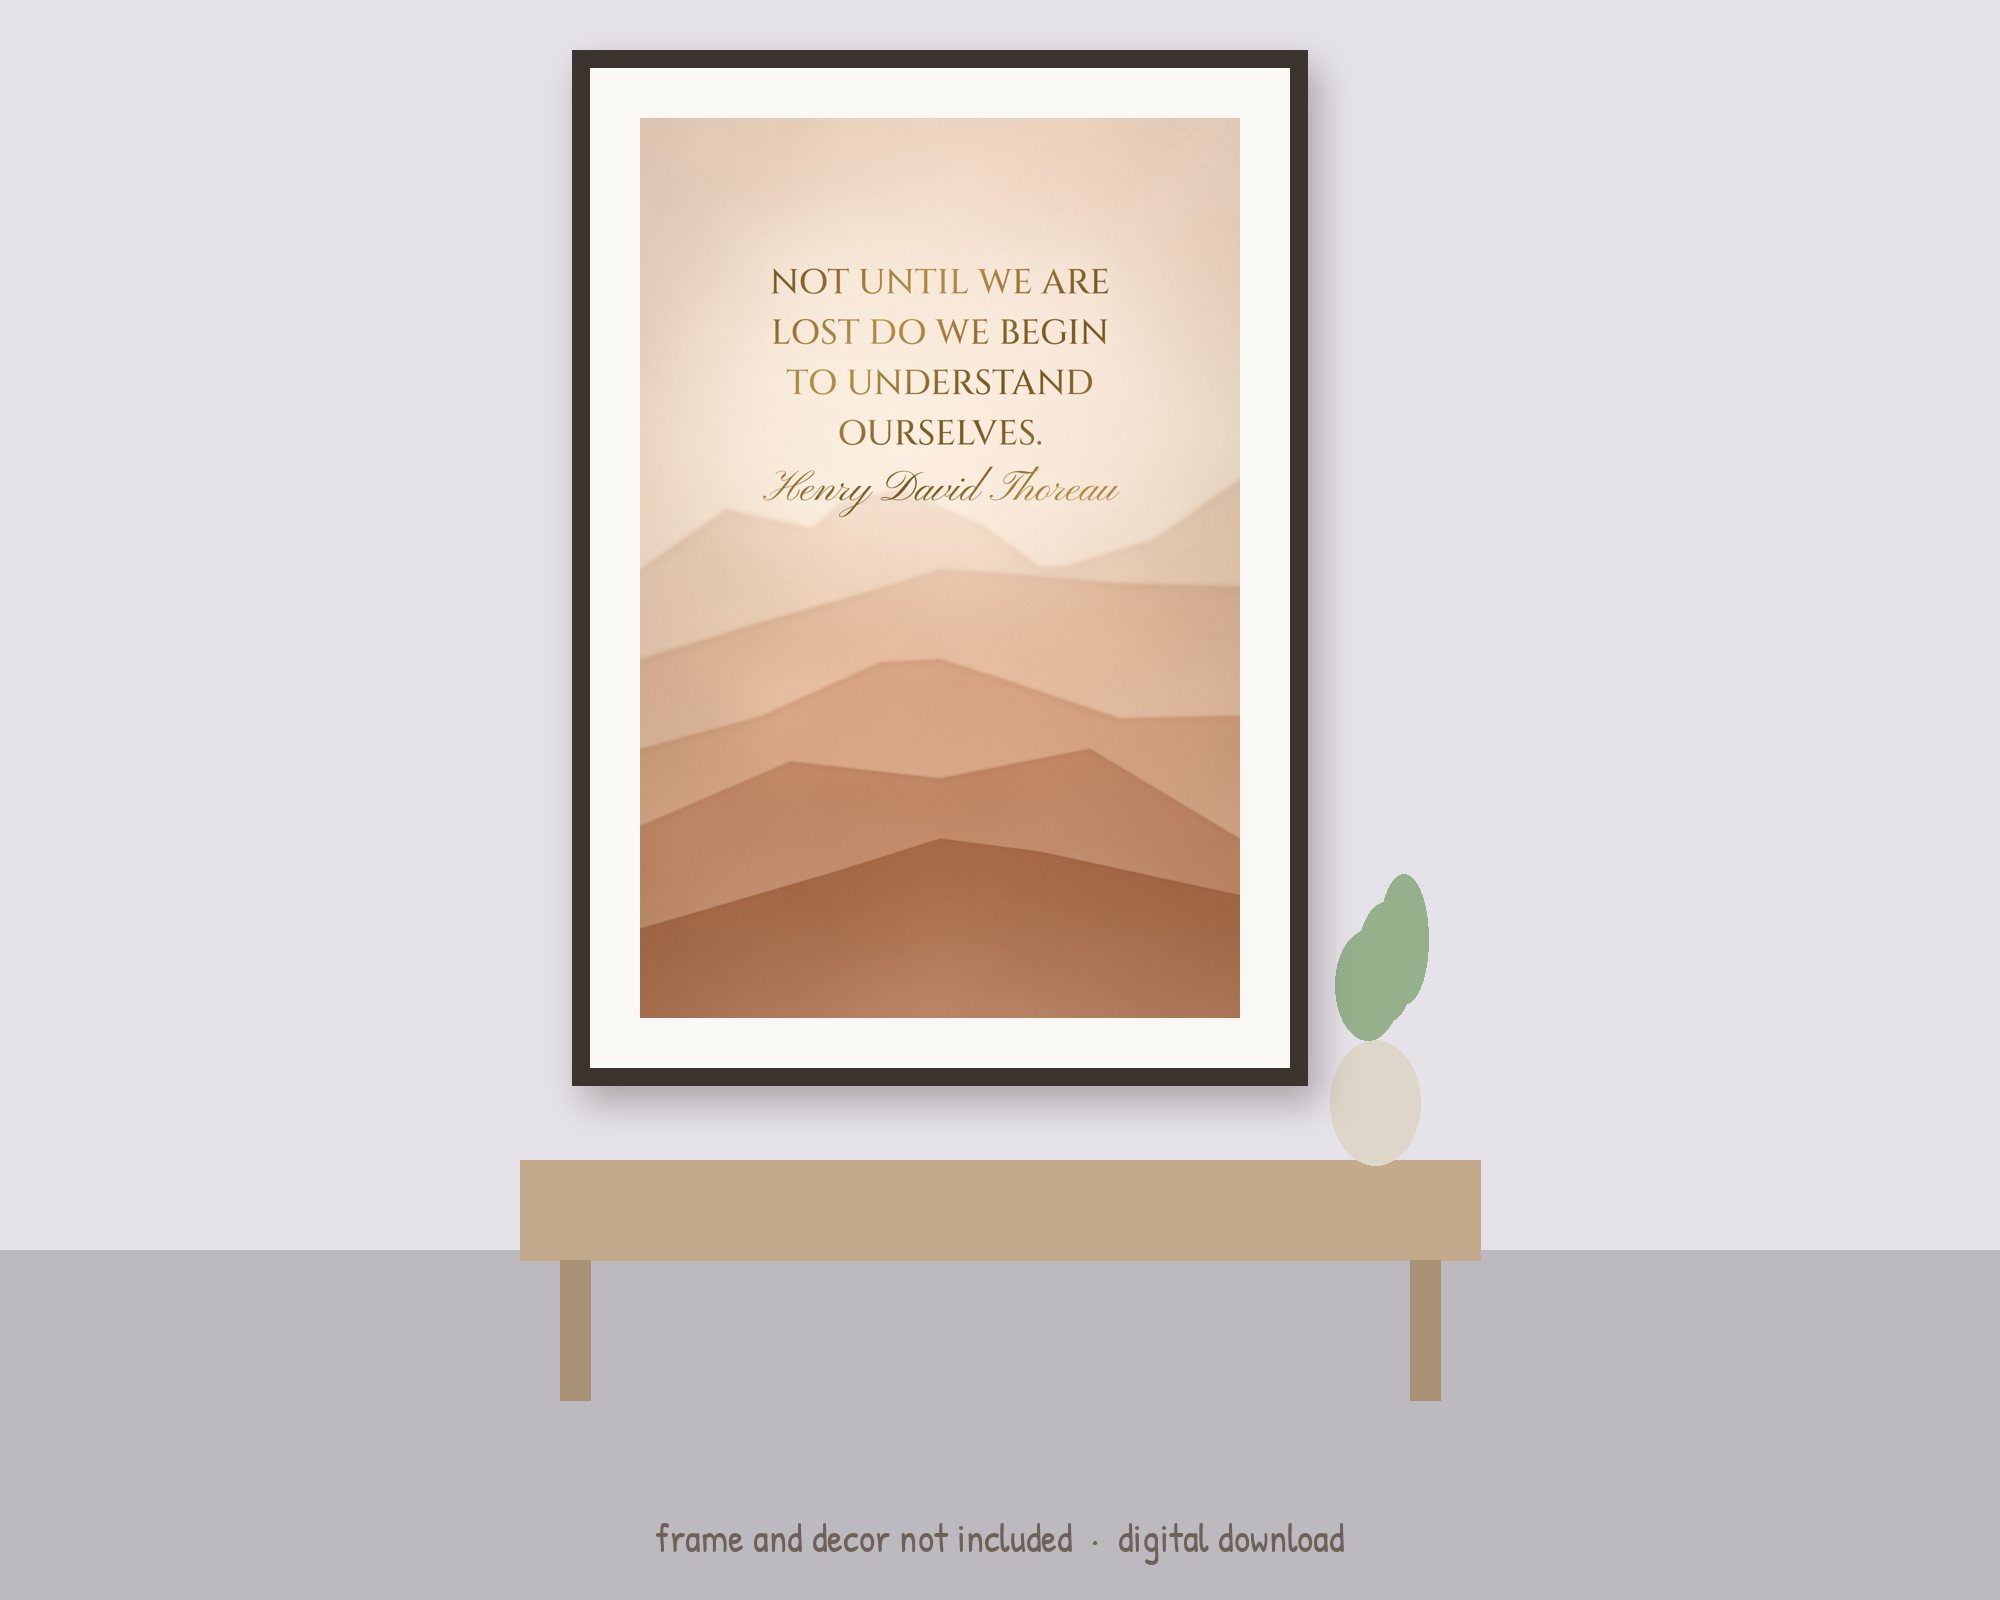 NOT UNTIL WE ARE
LOST DO WE BEGIN
TO UNDERSTAND
OURSELVES.
Henry David Thoreau
frame and decor not included · digital download